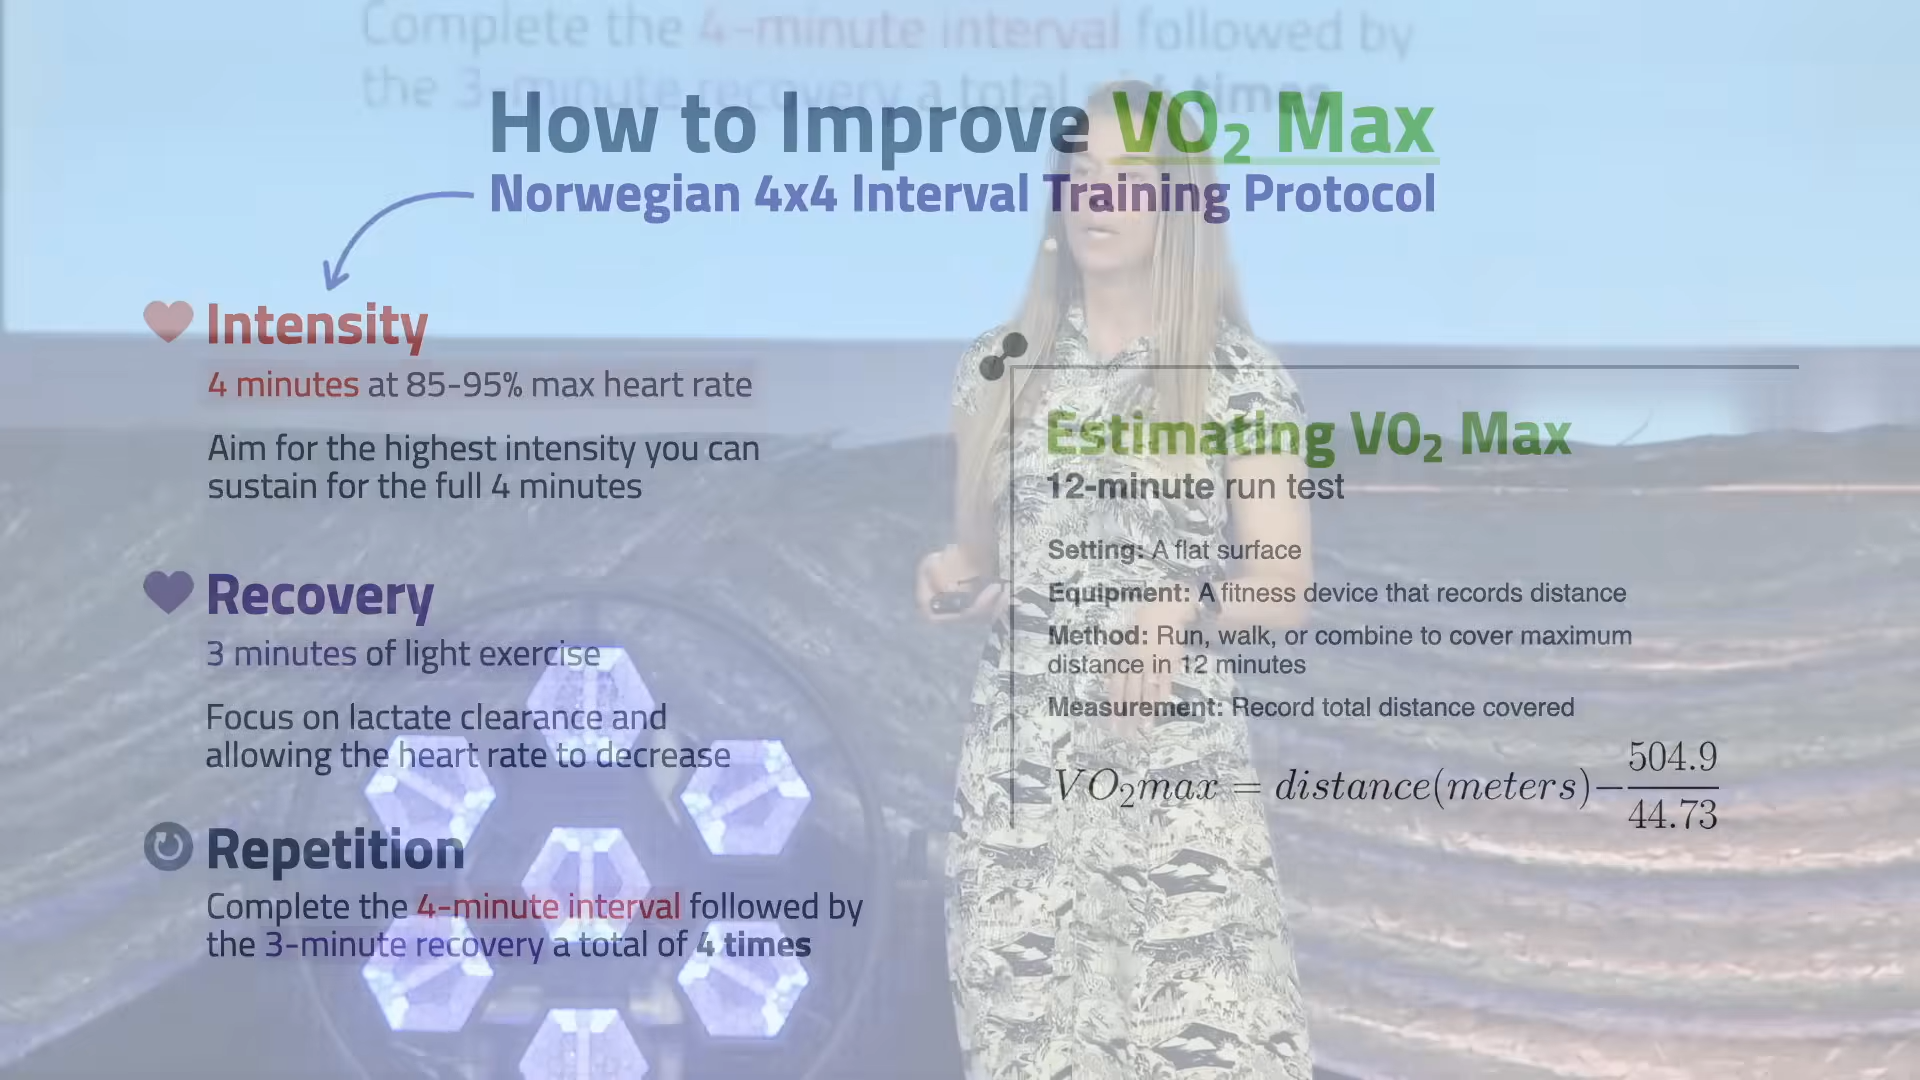 Complete the 4-minute interval followed by
the 3-minute recovery a total of 4 times
How to Improve VO₂ Max
Norwegian 4x4 Interval Training Protocol
Intensity
4 minutes at 85-95% max heart rate
Aim for the highest intensity you can
sustain for the full 4 minutes
Recovery
3 minutes of light exercise
Focus on lactate clearance and
allowing the heart rate to decrease
Repetition
Complete the 4-minute interval followed by
the 3-minute recovery a total of 4 times
Estimating VO₂ Max
12-minute run test
Setting: A flat surface
Equipment: A fitness device that records distance
Method: Run, walk, or combine to cover maximum
distance in 12 minutes
Measurement: Record total distance covered
VO₂max = distance(meters)−504.9/44.73